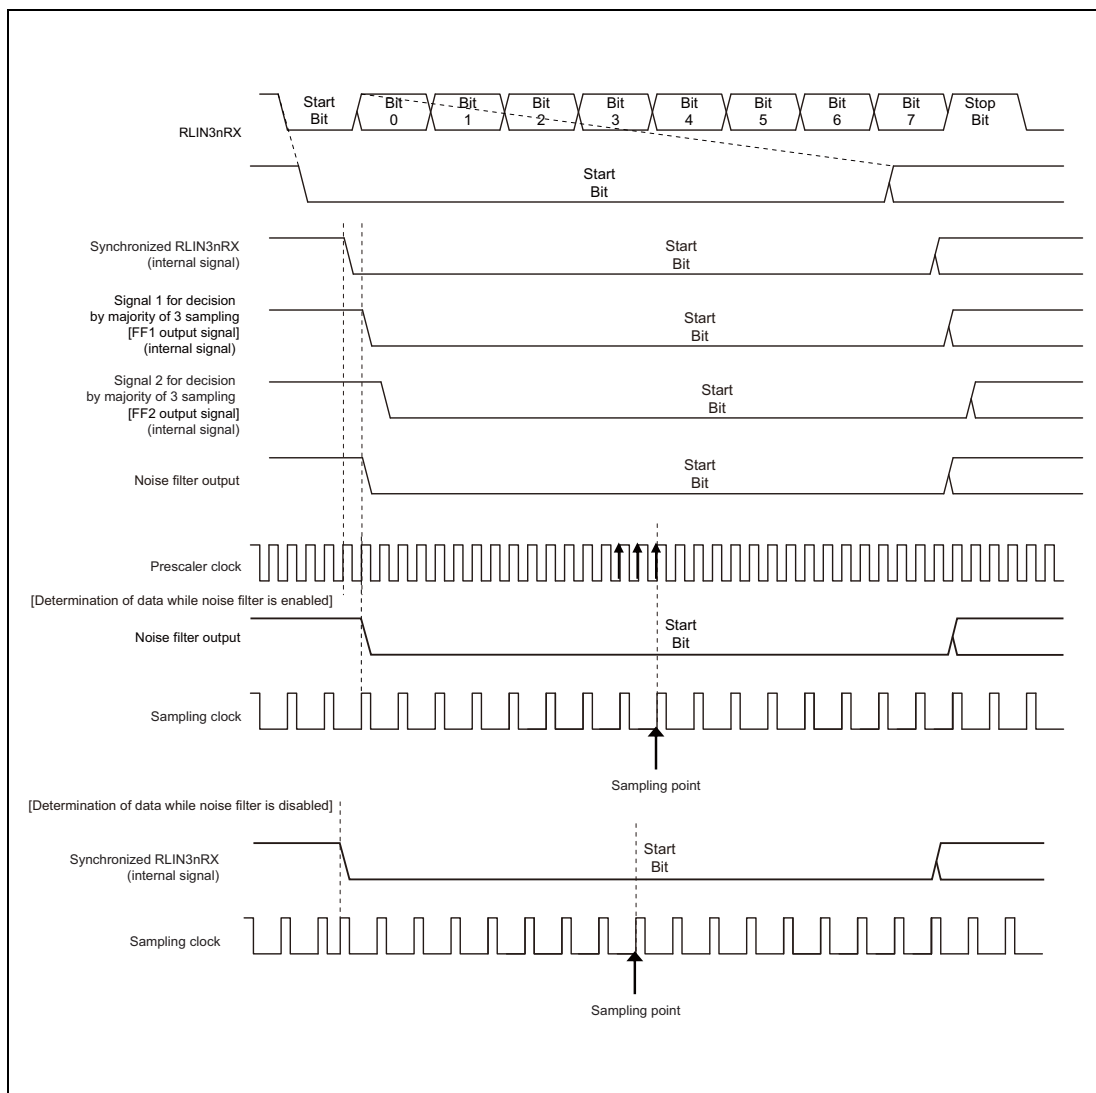 Start
Bit
Bit
0
Bit
1
Bit
2
Bit
3
Bit
4
Bit
5
Bit
6
Bit
7
Stop
Bit
RLIN3nRX
Start
Bit
Synchronized RLIN3nRX
(internal signal)
Start
Bit
Signal 1 for decision
by majority of 3 sampling
[FF1 output signal]
(internal signal)
Start
Bit
Signal 2 for decision
by majority of 3 sampling
[FF2 output signal]
(internal signal)
Start
Bit
Noise filter output
Start
Bit
Prescaler clock
[Determination of data while noise filter is enabled]
Noise filter output
Start
Bit
Sampling clock
Sampling point
[Determination of data while noise filter is disabled]
Synchronized RLIN3nRX
(internal signal)
Start
Bit
Sampling clock
Sampling point